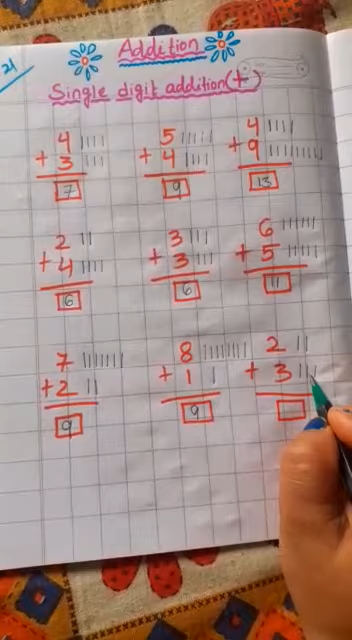 21
Addition
Single digit addition(+)
4 5 4
+ 3 + 4 + 9
7 9 13
2 3 6
+ 4 + 3 + 5
6 6 11
7 8 2
+ 2 + 1 + 3
9 9